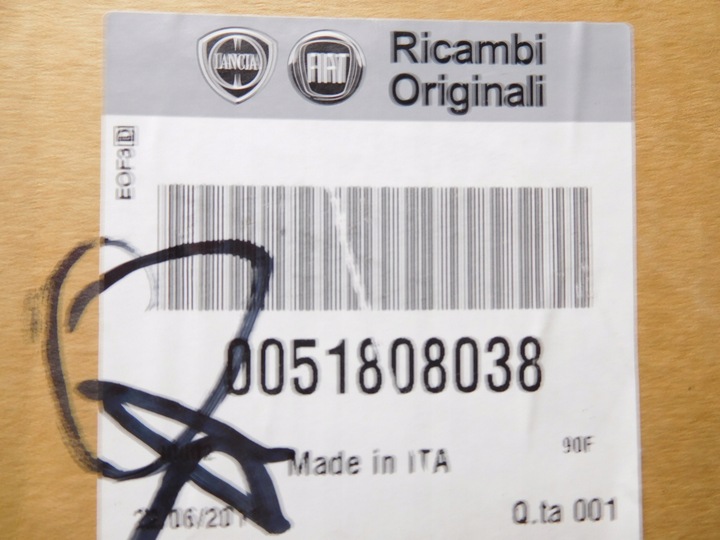 LANCIA FIAT Ricambi
Originali
EOF3 D
0051808038
Made in ITA
90F
Q.ta 001